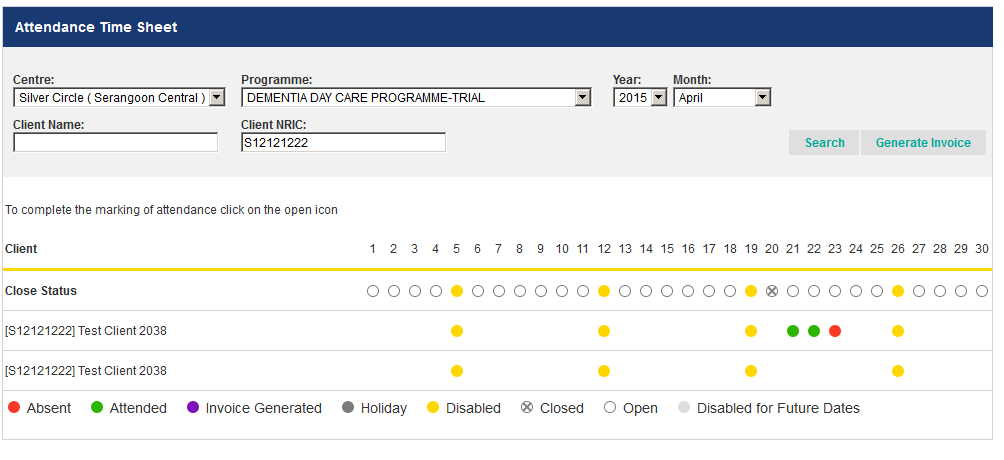 Attendance Time Sheet
Centre: Programme: Year: Month:
Silver Circle ( Serangoon Central ) DEMENTIA DAY CARE PROGRAMME-TRIAL 2015 April
Client Name: Client NRIC:
S12121222
Search Generate Invoice
To complete the marking of attendance click on the open icon
Client 1 2 3 4 5 6 7 8 9 10 11 12 13 14 15 16 17 18 19 20 21 22 23 24 25 26 27 28 29 30
Close Status
[S12121222] Test Client 2038
[S12121222] Test Client 2038
Absent Attended Invoice Generated Holiday Disabled Closed Open Disabled for Future Dates